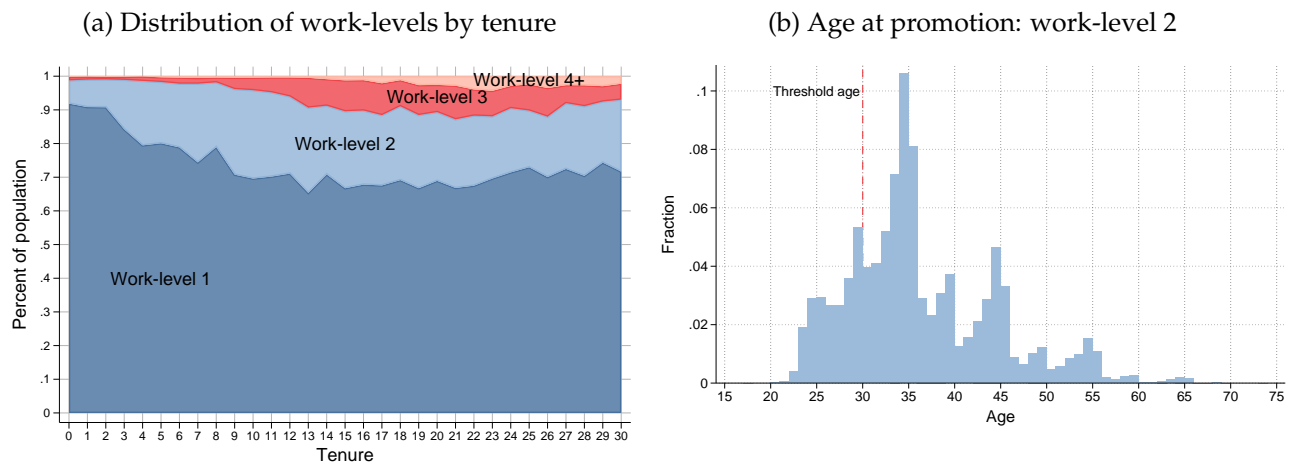 (a) Distribution of work-levels by tenure
Percent of population
1
.9
.8
.7
.6
.5
.4
.3
.2
.1
0
Work-level 4+
Work-level 3
Work-level 2
Work-level 1
0 1 2 3 4 5 6 7 8 9 10 11 12 13 14 15 16 17 18 19 20 21 22 23 24 25 26 27 28 29 30
Tenure
(b) Age at promotion: work-level 2
Fraction
.1
.08
.06
.04
.02
0
Threshold age
15 20 25 30 35 40 45 50 55 60 65 70 75
Age